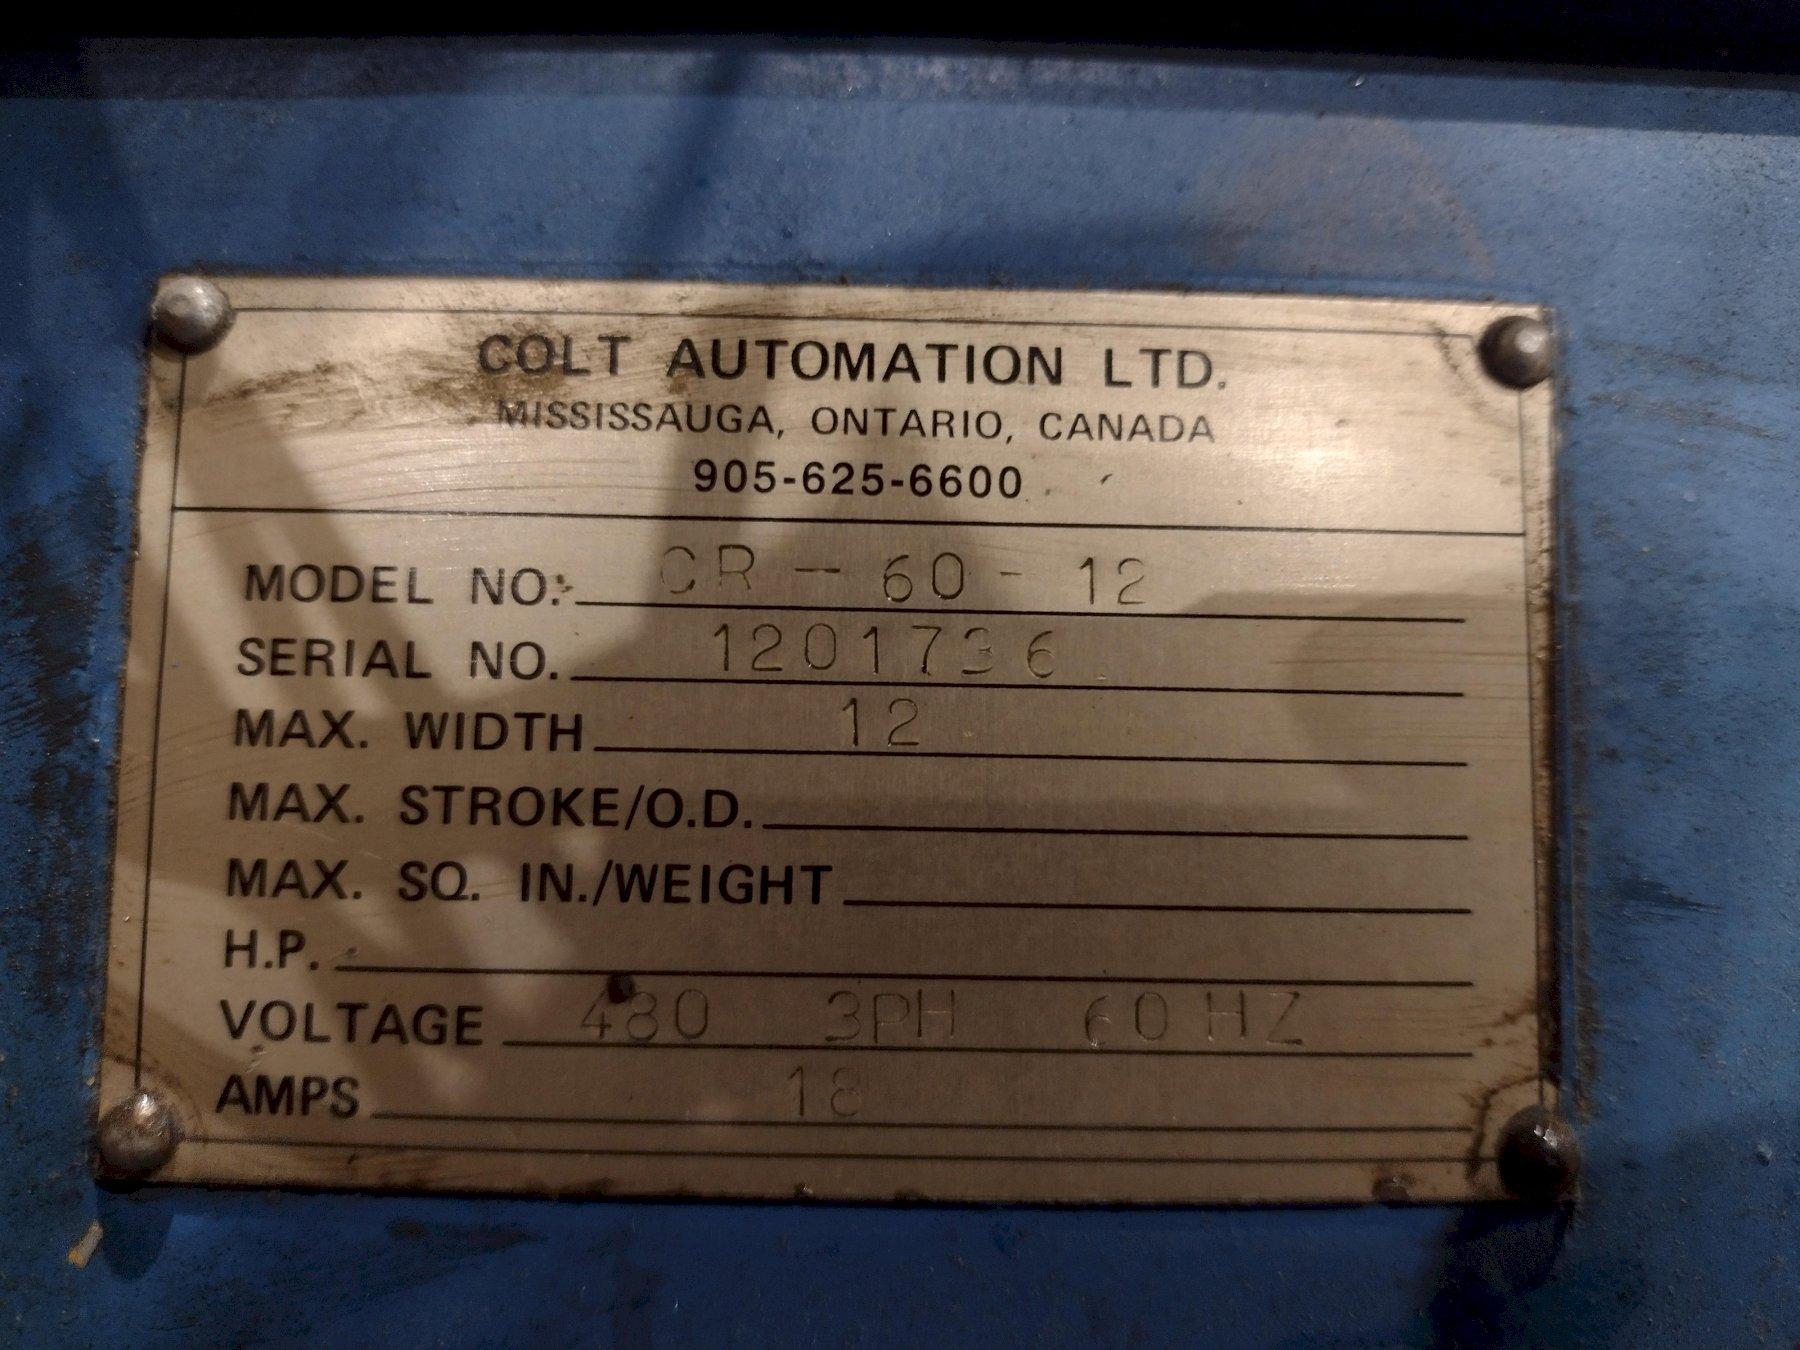 COLT AUTOMATION LTD.
MISSISSAUGA, ONTARIO, CANADA
905-625-6600
MODEL NO: CR - 60 - 12
SERIAL NO. 1201736
MAX. WIDTH 12
MAX. STROKE/O.D.
MAX. SQ. IN./WEIGHT
H.P.
VOLTAGE 480 3PH 60 HZ
AMPS 18